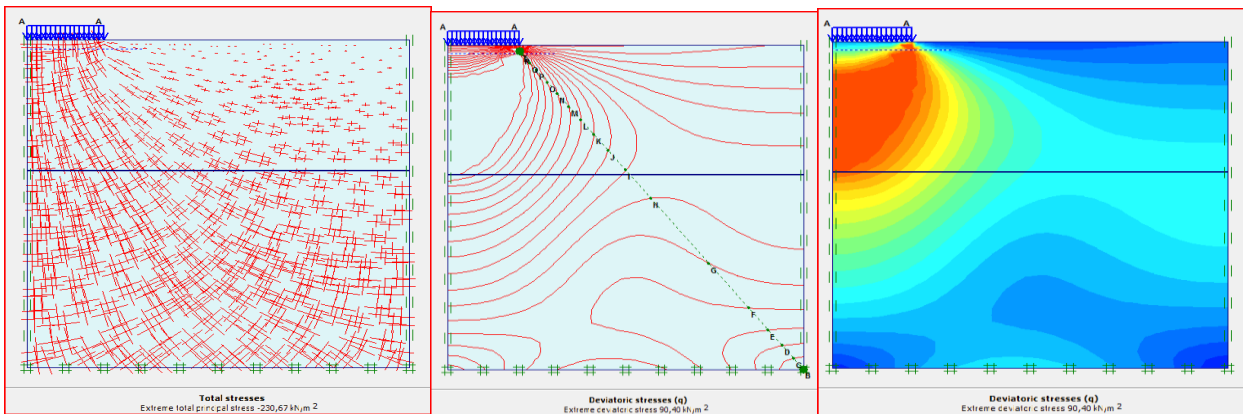 A A
Total stresses
Extreme total principal stress -230,67 kN/m²
A A
O
P
O
N
M
L
K
J
I
H
G
F
E
D
C
B
Deviatoric stresses (q)
Extreme deviatoric stress 90,40 kN/m²
A A
Deviatoric stresses (q)
Extreme deviatoric stress 90,40 kN/m²